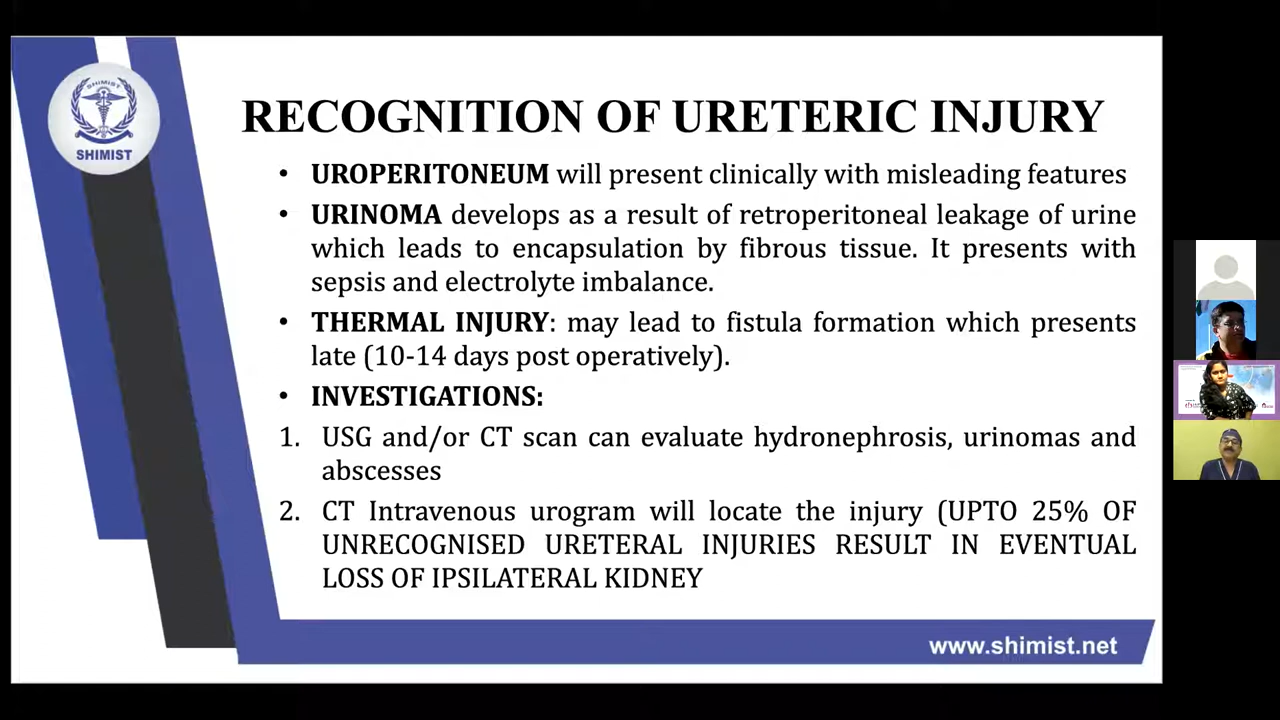 SHIMIST
SHIMIST
RECOGNITION OF URETERIC INJURY
• UROPERITONEUM will present clinically with misleading features
• URINOMA develops as a result of retroperitoneal leakage of urine
which leads to encapsulation by fibrous tissue. It presents with
sepsis and electrolyte imbalance.
• THERMAL INJURY: may lead to fistula formation which presents
late (10-14 days post operatively).
• INVESTIGATIONS:
1. USG and/or CT scan can evaluate hydronephrosis, urinomas and
abscesses
2. CT Intravenous urogram will locate the injury (UPTO 25% OF
UNRECOGNISED URETERAL INJURIES RESULT IN EVENTUAL
LOSS OF IPSILATERAL KIDNEY
www.shimist.net